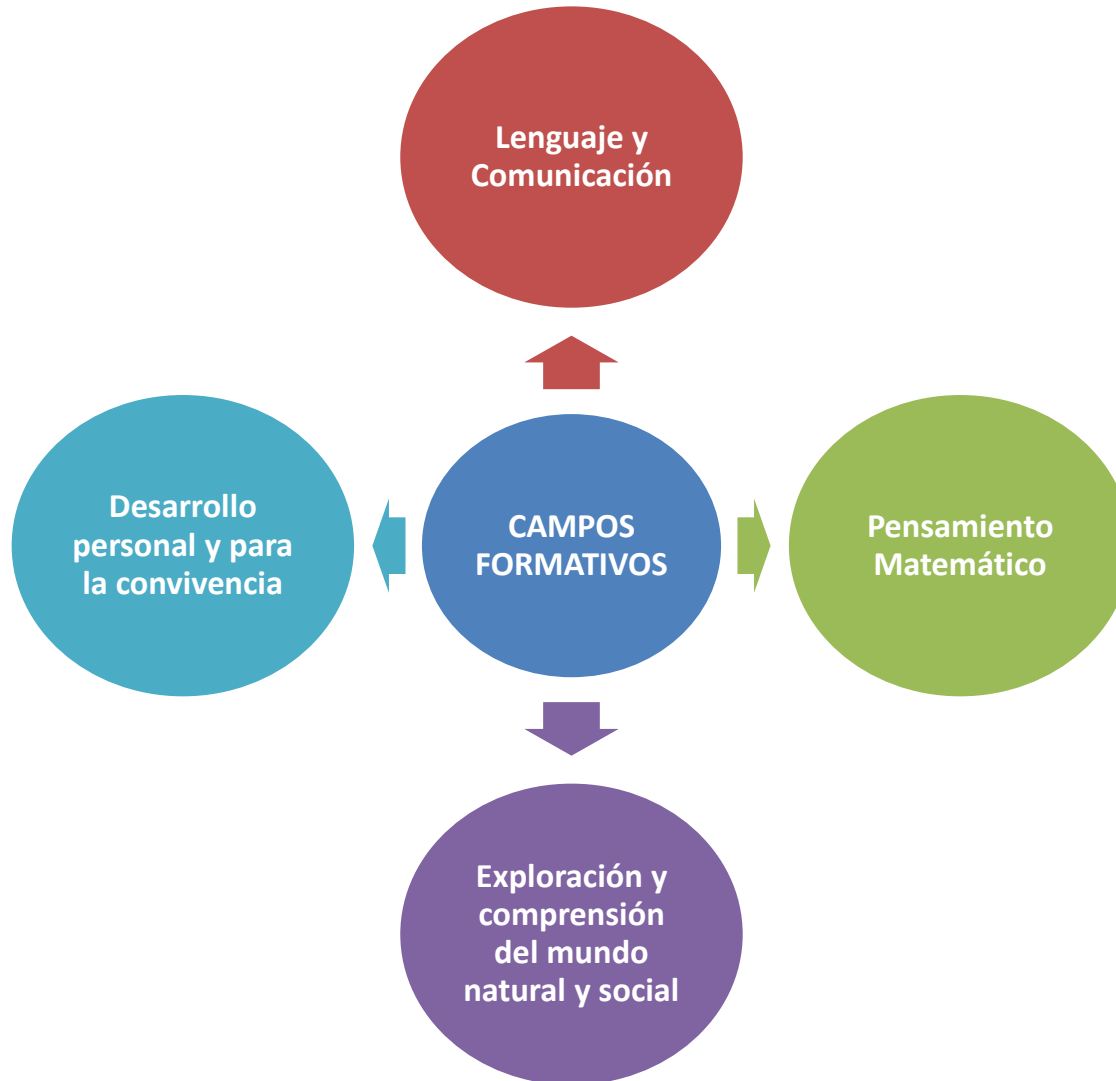 Lenguaje y
Comunicación
Desarrollo
personal y para
la convivencia
CAMPOS
FORMATIVOS
Pensamiento
Matemático
Exploración y
comprensión
del mundo
natural y social